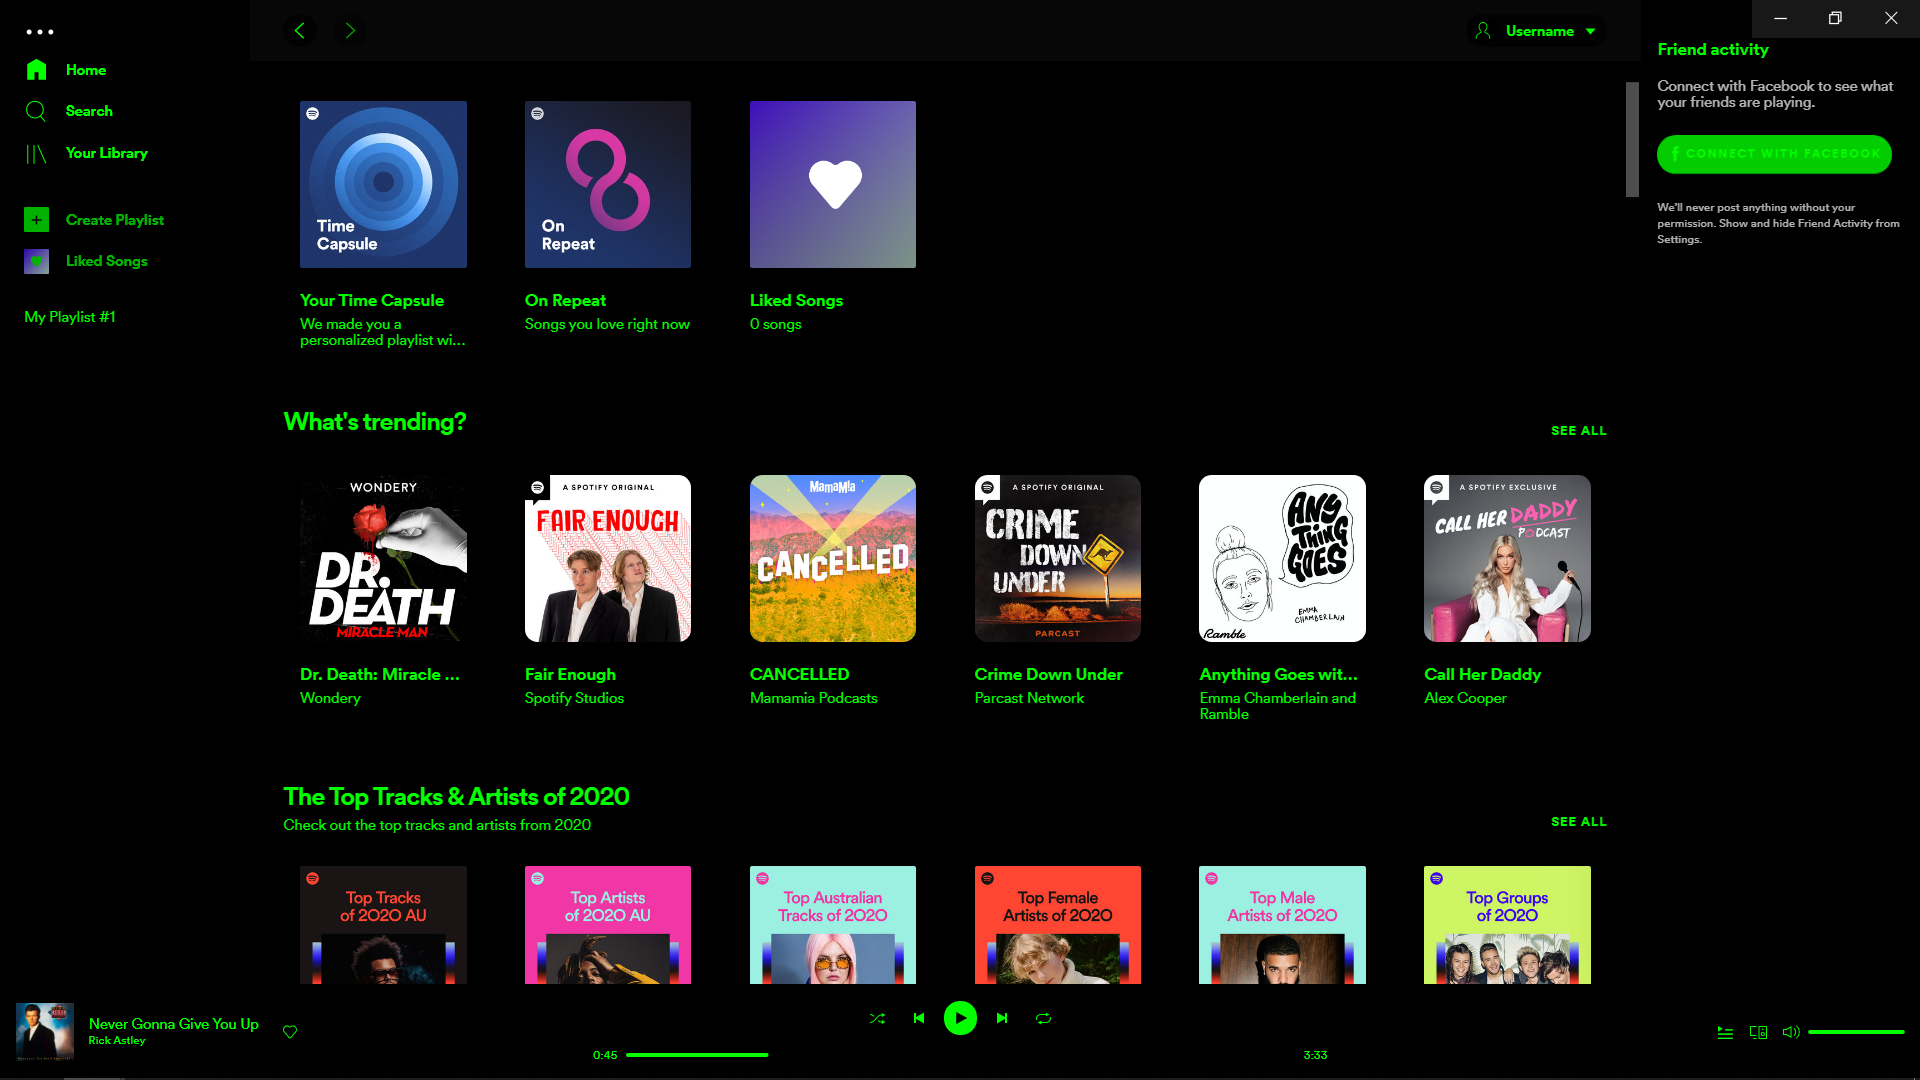 Home
Search
Your Library
Create Playlist
Liked Songs
My Playlist #1
Username
Time
Capsule
On
Repeat
Your Time Capsule
We made you a
personalized playlist wi...
On Repeat
Songs you love right now
Liked Songs
0 songs
What's trending?
SEE ALL
WONDERY
DR.
DEATH
MIRACLE MAN
A SPOTIFY ORIGINAL
FAIR ENOUGH
MamaMia
CANCELLED
A SPOTIFY ORIGINAL
CRIME
DOWN
UNDER
PARCAST
ANYTHING
GOES
EMMA
CHAMBERLAIN
Ramble
A SPOTIFY EXCLUSIVE
CALL HER DADDY
PODCAST
Dr. Death: Miracle ...
Wondery
Fair Enough
Spotify Studios
CANCELLED
Mamamia Podcasts
Crime Down Under
Parcast Network
Anything Goes wit...
Emma Chamberlain and
Ramble
Call Her Daddy
Alex Cooper
The Top Tracks & Artists of 2020
Check out the top tracks and artists from 2020
SEE ALL
Top Tracks
of 2020 AU
Top Artists
of 2020 AU
Top Australian
Tracks of 2020
Top Female
Artists of 2020
Top Male
Artists of 2020
Top Groups
of 2020
Friend activity
Connect with Facebook to see what
your friends are playing.
CONNECT WITH FACEBOOK
We'll never post anything without your
permission. Show and hide Friend Activity from
Settings.
Never Gonna Give You Up
Rick Astley
0:45
3:33